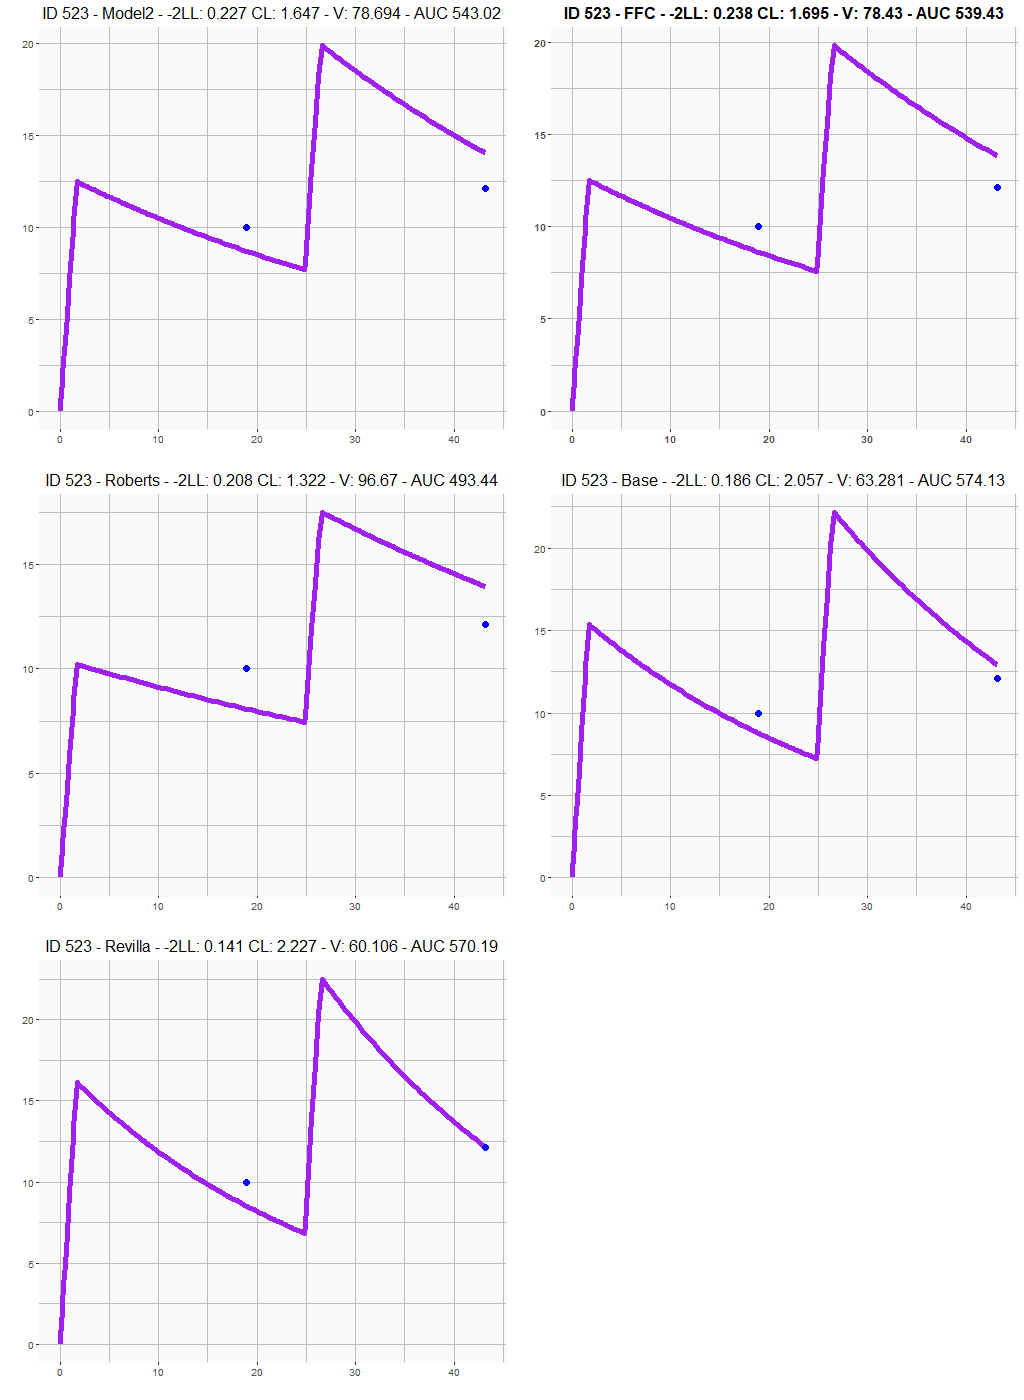 ID 523 - Model2 - -2LL: 0.227 CL: 1.647 - V: 78.694 - AUC 543.02
20
15
10
5
0
0 10 20 30 40
ID 523 - FFC - -2LL: 0.238 CL: 1.695 - V: 78.43 - AUC 539.43
20
15
10
5
0
0 10 20 30 40
ID 523 - Roberts - -2LL: 0.208 CL: 1.322 - V: 96.67 - AUC 493.44
15
10
5
0
0 10 20 30 40
ID 523 - Base - -2LL: 0.186 CL: 2.057 - V: 63.281 - AUC 574.13
20
15
10
5
0
0 10 20 30 40
ID 523 - Revilla - -2LL: 0.141 CL: 2.227 - V: 60.106 - AUC 570.19
20
15
10
5
0
0 10 20 30 40